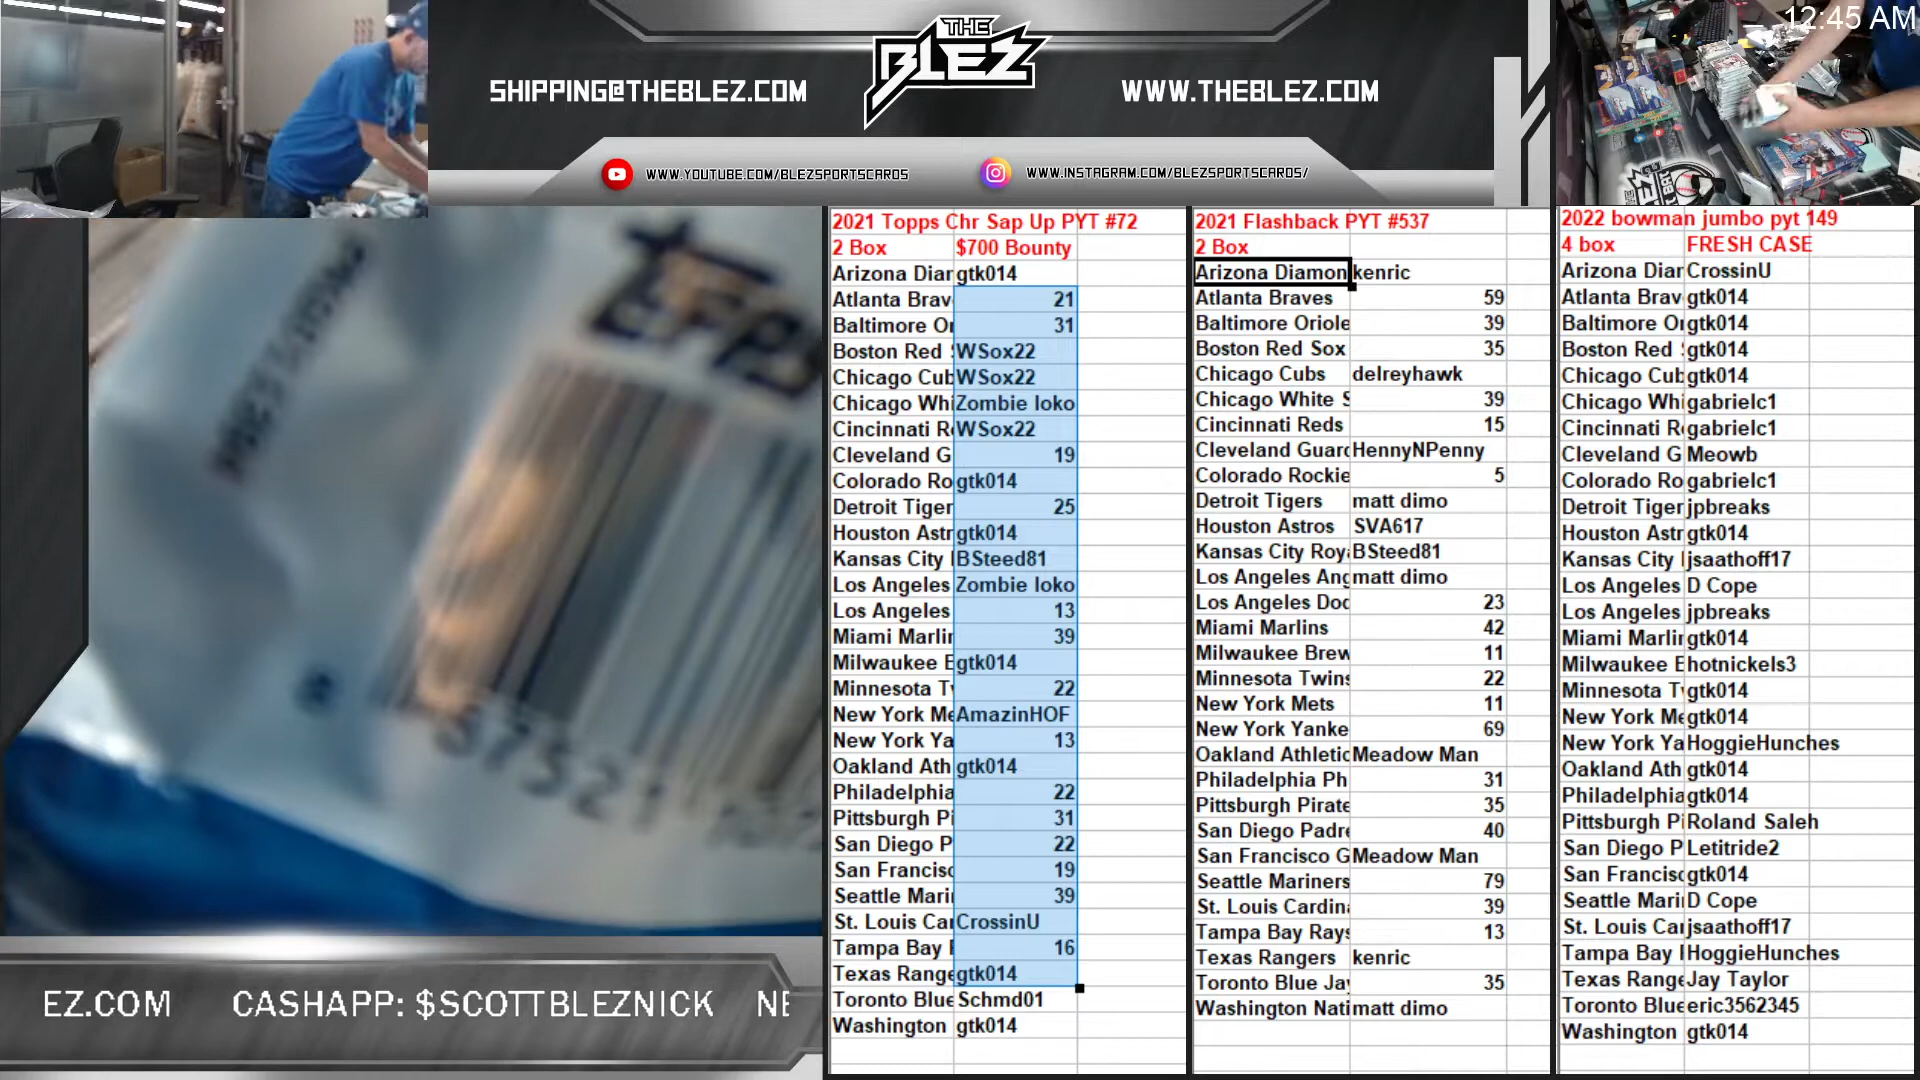 12:45 AM
THE
BLEZ
SHIPPING@THEBLEZ.COM
WWW.THEBLEZ.COM
WWW.YOUTUBE.COM/BLEZSPORTSCARDS
WWW.INSTAGRAM.COM/BLEZSPORTSCARDS/
2021 Topps Chr Sap Up PYT #72
2 Box $700 Bounty
Arizona Diar gtk014
Atlanta Brav 21
Baltimore Or 31
Boston Red WSox22
Chicago Cub WSox22
Chicago Whi Zombie loko
Cincinnati R WSox22
Cleveland G 19
Colorado Ro gtk014
Detroit Tiger 25
Houston Astr gtk014
Kansas City BSteed81
Los Angeles Zombie loko
Los Angeles 13
Miami Marlir 39
Milwaukee E gtk014
Minnesota T 22
New York Me AmazinHOF
New York Ya 13
Oakland Ath gtk014
Philadelphia 22
Pittsburgh Pi 31
San Diego P 22
San Francisc 19
Seattle Mari 39
St. Louis Ca CrossinU
Tampa Bay 16
Texas Range gtk014
Toronto Blue Schmd01
Washington gtk014
2021 Flashback PYT #537
2 Box
Arizona Diamon kenric
Atlanta Braves 59
Baltimore Oriole 39
Boston Red Sox 35
Chicago Cubs delreyhawk
Chicago White S 39
Cincinnati Reds 15
Cleveland Guard HennyNPenny
Colorado Rockie 5
Detroit Tigers matt dimo
Houston Astros SVA617
Kansas City Roya BSteed81
Los Angeles Ang matt dimo
Los Angeles Dod 23
Miami Marlins 42
Milwaukee Brew 11
Minnesota Twins 22
New York Mets 11
New York Yanke 69
Oakland Athletic Meadow Man
Philadelphia Ph 31
Pittsburgh Pirate 35
San Diego Padre 40
San Francisco G Meadow Man
Seattle Mariners 79
St. Louis Cardina 39
Tampa Bay Rays 13
Texas Rangers kenric
Toronto Blue Jay 35
Washington Nati matt dimo
2022 bowman jumbo pyt 149
4 box FRESH CASE
Arizona Diar CrossinU
Atlanta Brav gtk014
Baltimore Or gtk014
Boston Red gtk014
Chicago Cub gtk014
Chicago Whi gabrielc1
Cincinnati R gabrielc1
Cleveland G Meowb
Colorado Ro gabrielc1
Detroit Tiger jpbreaks
Houston Astr gtk014
Kansas City jsaathoff17
Los Angeles D Cope
Los Angeles jpbreaks
Miami Marlir gtk014
Milwaukee E hotnickels3
Minnesota T gtk014
New York Me gtk014
New York Ya HoggieHunches
Oakland Ath gtk014
Philadelphia gtk014
Pittsburgh Pi Roland Saleh
San Diego P Letitride2
San Francisc gtk014
Seattle Mari D Cope
St. Louis Ca jsaathoff17
Tampa Bay HoggieHunches
Texas Range Jay Taylor
Toronto Blue eric3562345
Washington gtk014
EZ.COM CASHAPP: $SCOTTBLEZNICK NE